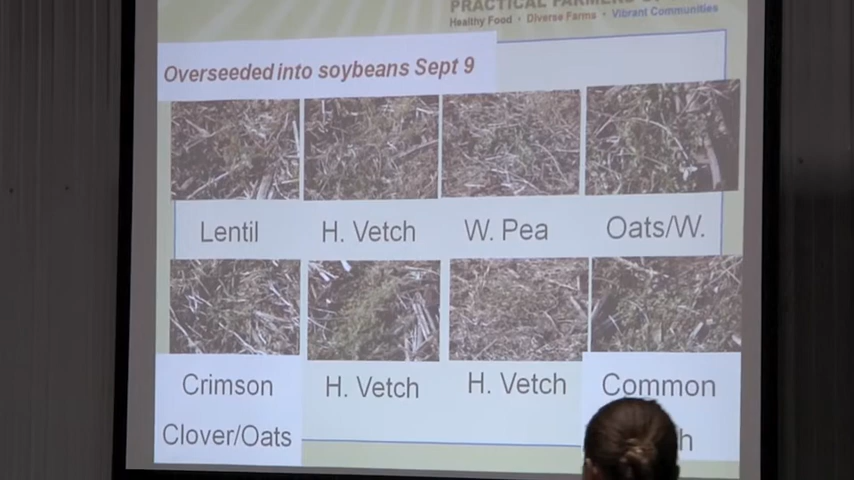 PRACTICAL FARMERS
Healthy Food • Diverse Farms • Vibrant Communities
Overseeded into soybeans Sept 9
Lentil
H. Vetch
W. Pea
Oats/W.
Crimson
Clover/Oats
H. Vetch
H. Vetch
Common